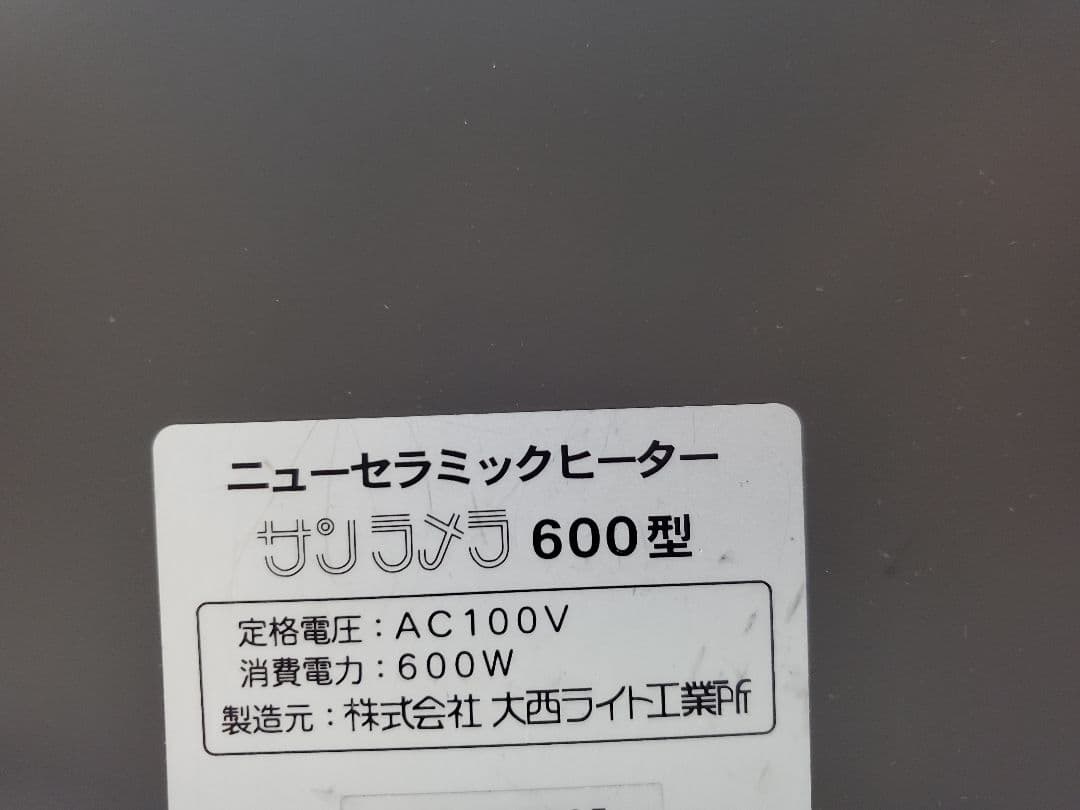 ニューセラミックヒーター
サンラメラ 600型
定格電圧：AC100V
消費電力：600W
製造元：株式会社 大西ライト工業所